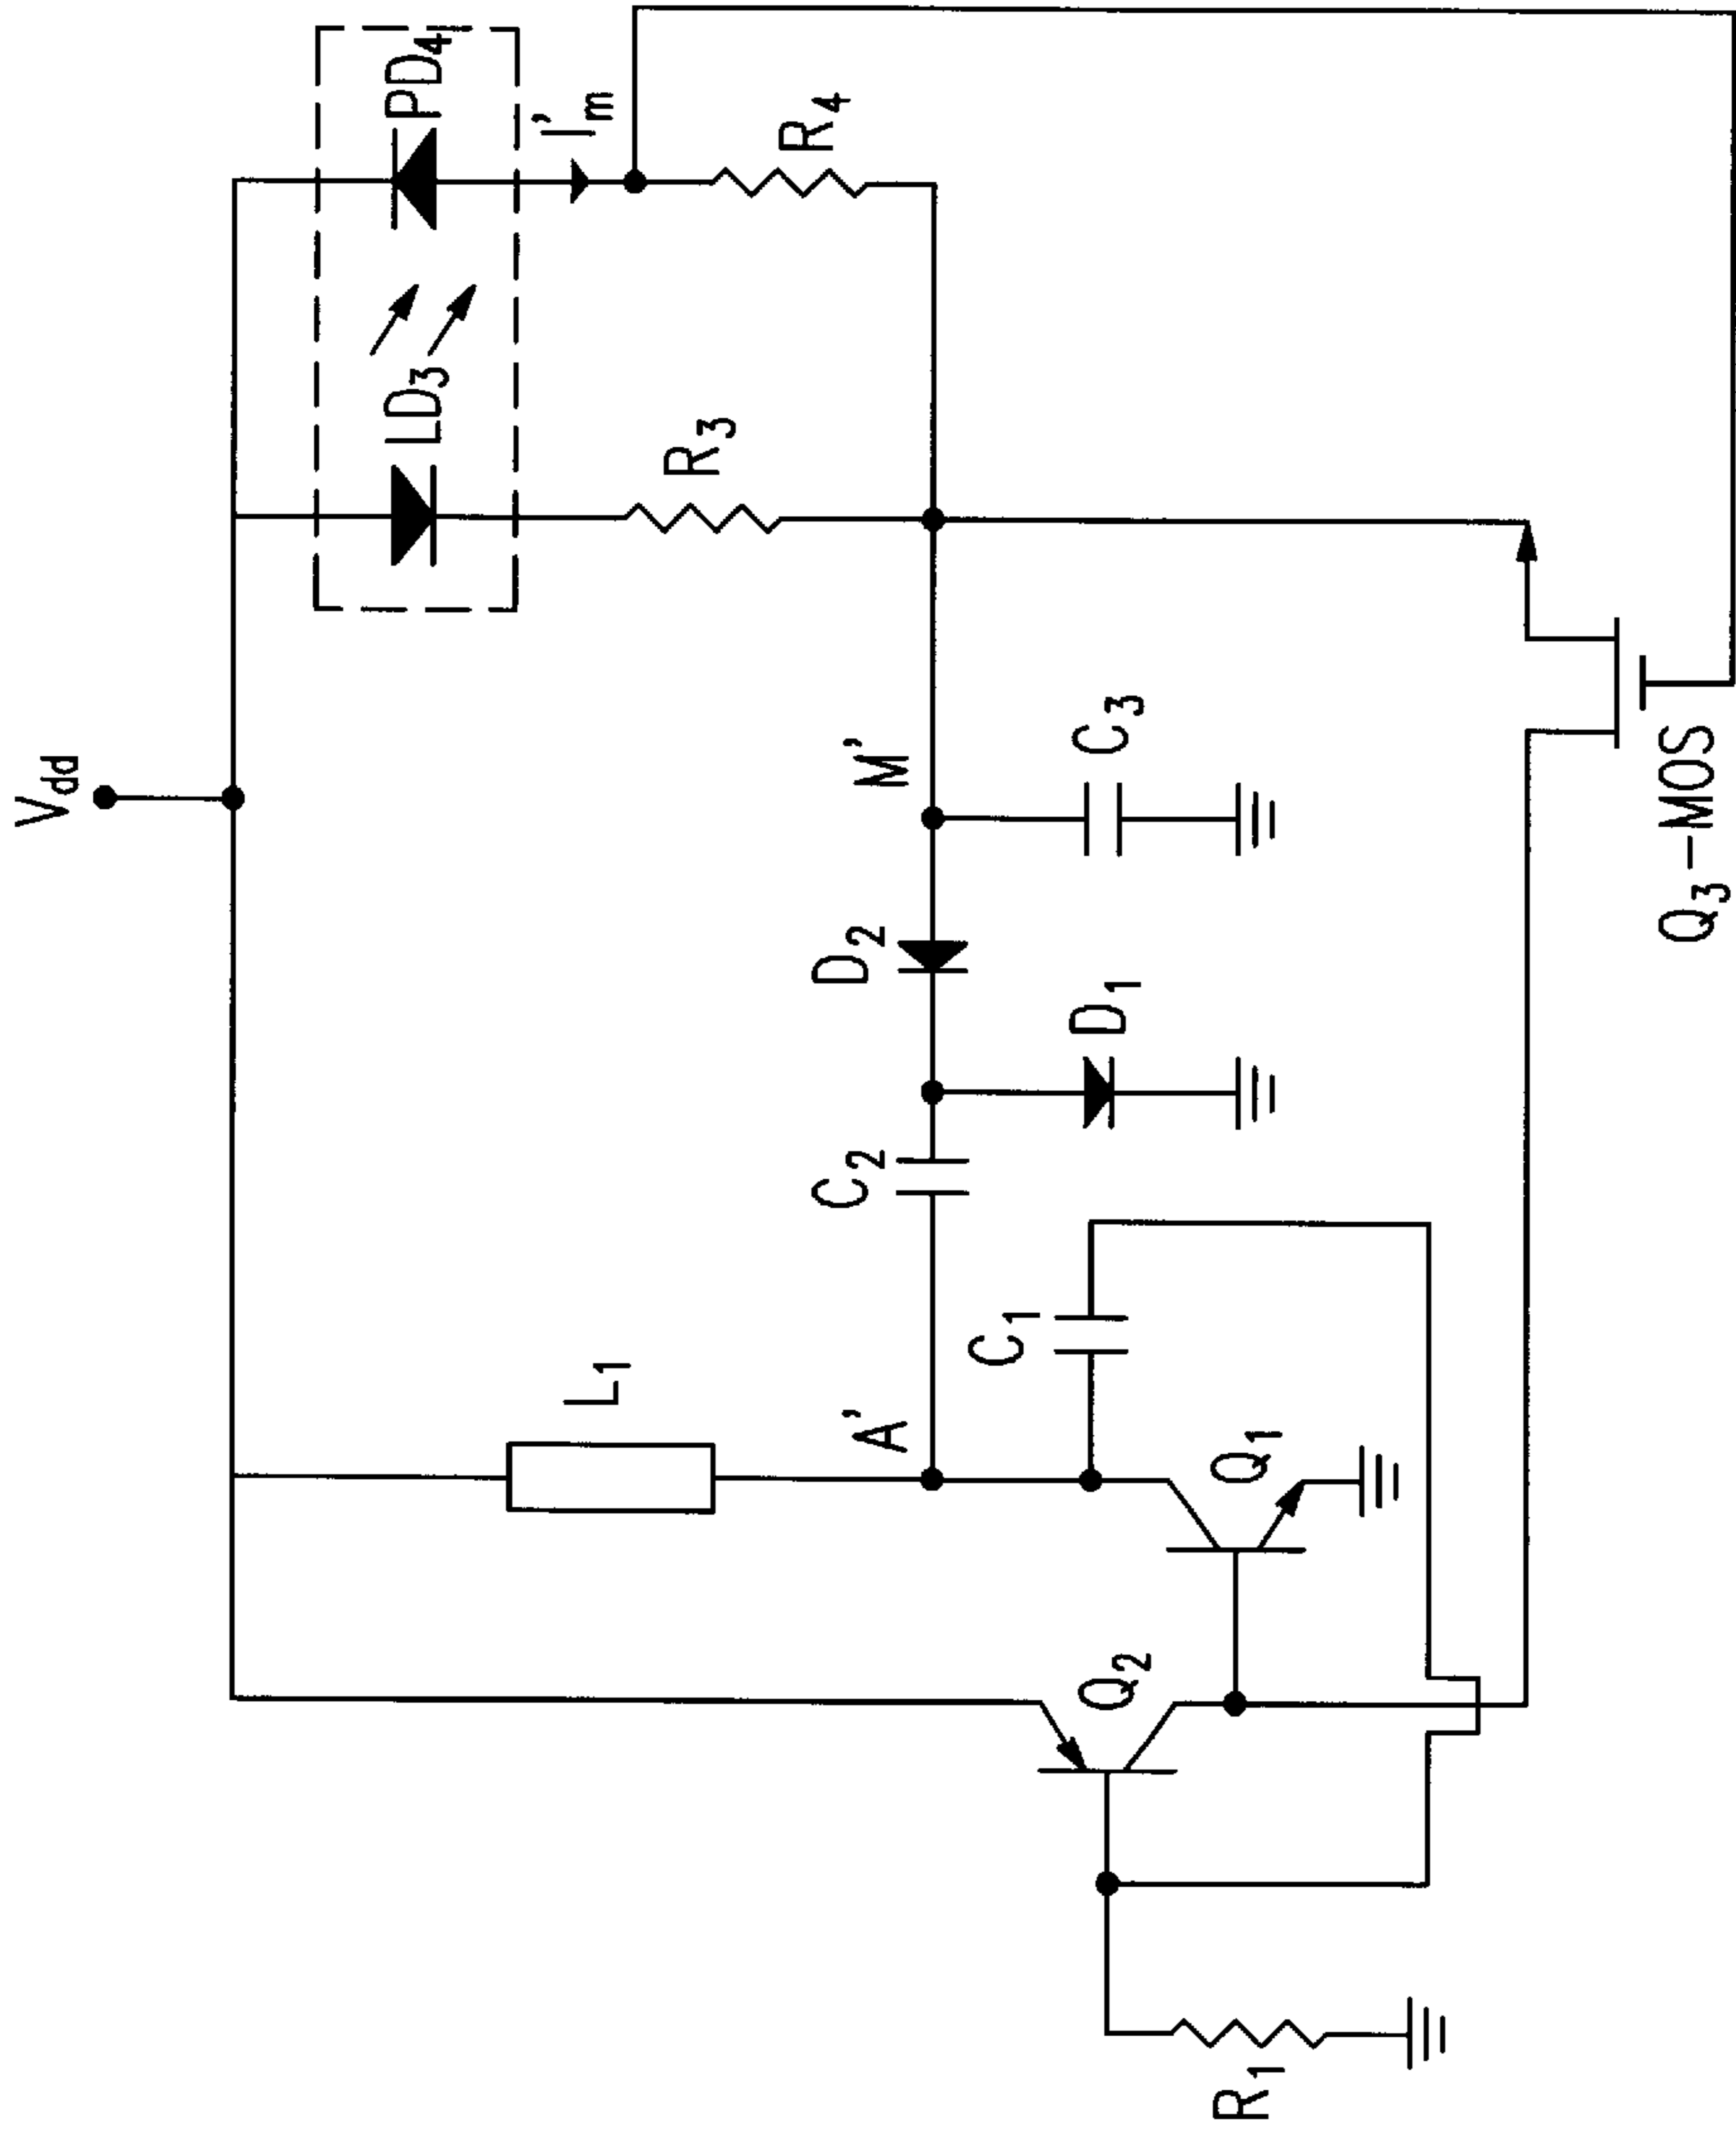 Vdd
LD3
PD4
I'm
R3
R4
L1
A'
C2
D2
M'
C1
D1
C3
Q2
Q1
R1
Q3-MOS